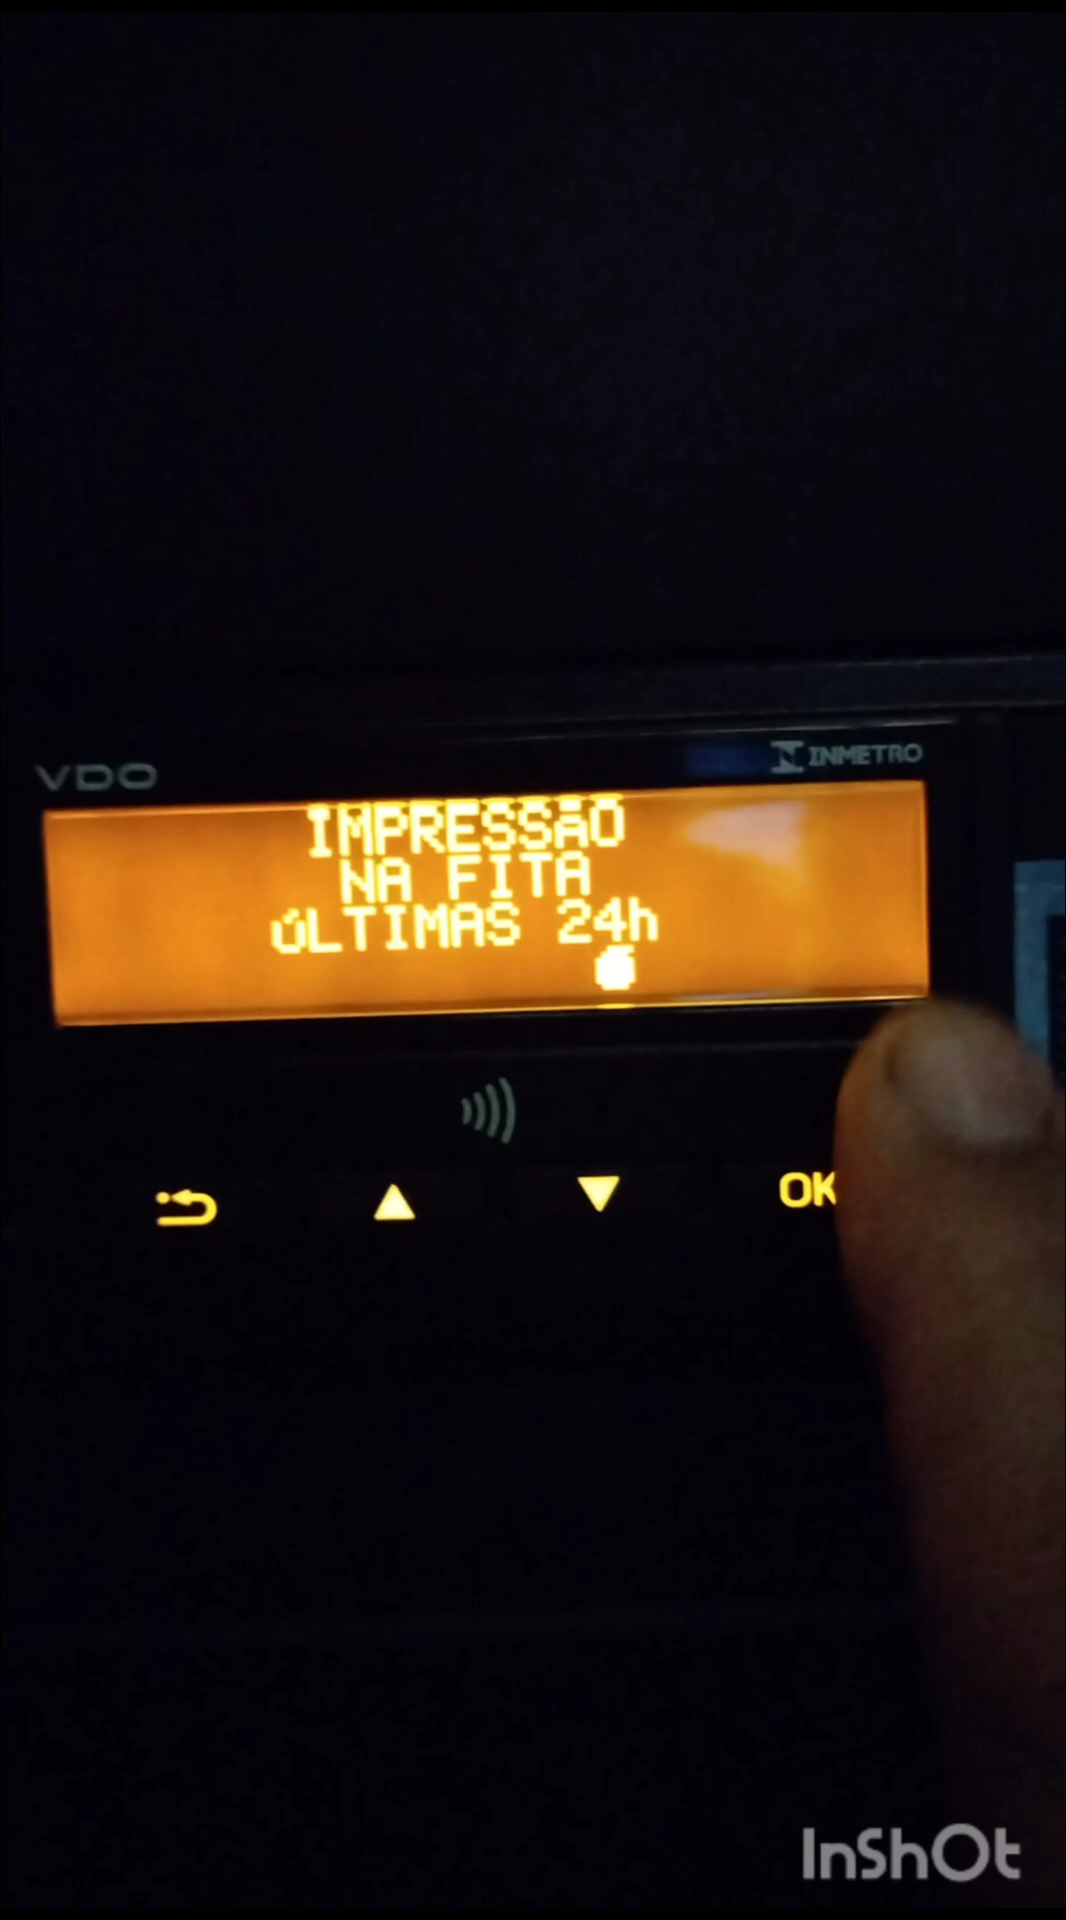 VDO
INMETRO
IMPRESSÃO
NA FITA
ÚLTIMAS 24h
OK
InShOt